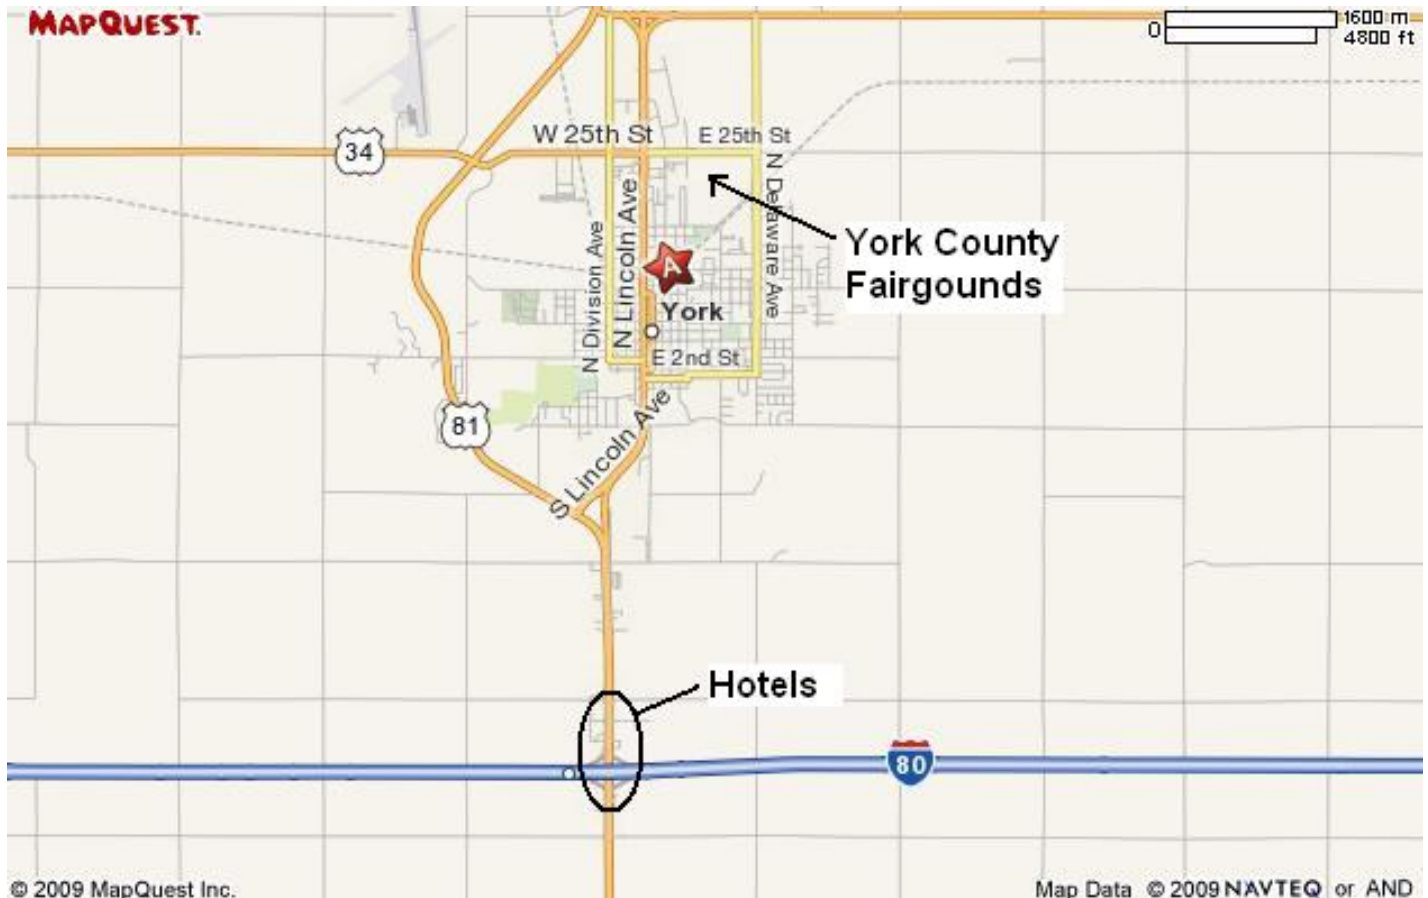 MAPQUEST.
0
1600 m
4800 ft
34
W 25th St
E 25th St
N Delaware Ave
N Division Ave
N Lincoln Ave
A
York
E 2nd St
York County
Fairgounds
81
S Lincoln Ave
Hotels
80
© 2009 MapQuest Inc.
Map Data © 2009 NAVTEQ or AND